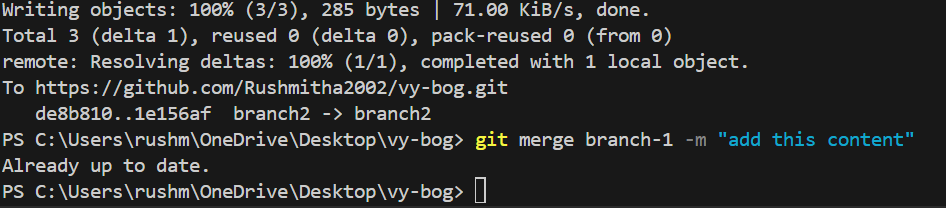 Writing objects: 100% (3/3), 285 bytes | 71.00 KiB/s, done.
Total 3 (delta 1), reused 0 (delta 0), pack-reused 0 (from 0)
remote: Resolving deltas: 100% (1/1), completed with 1 local object.
To https://github.com/Rushmitha2002/vy-bog.git
   de8b810..1e156af  branch2 -> branch2
PS C:\Users\rushm\OneDrive\Desktop\vy-bog> git merge branch-1 -m "add this content"
Already up to date.
PS C:\Users\rushm\OneDrive\Desktop\vy-bog>